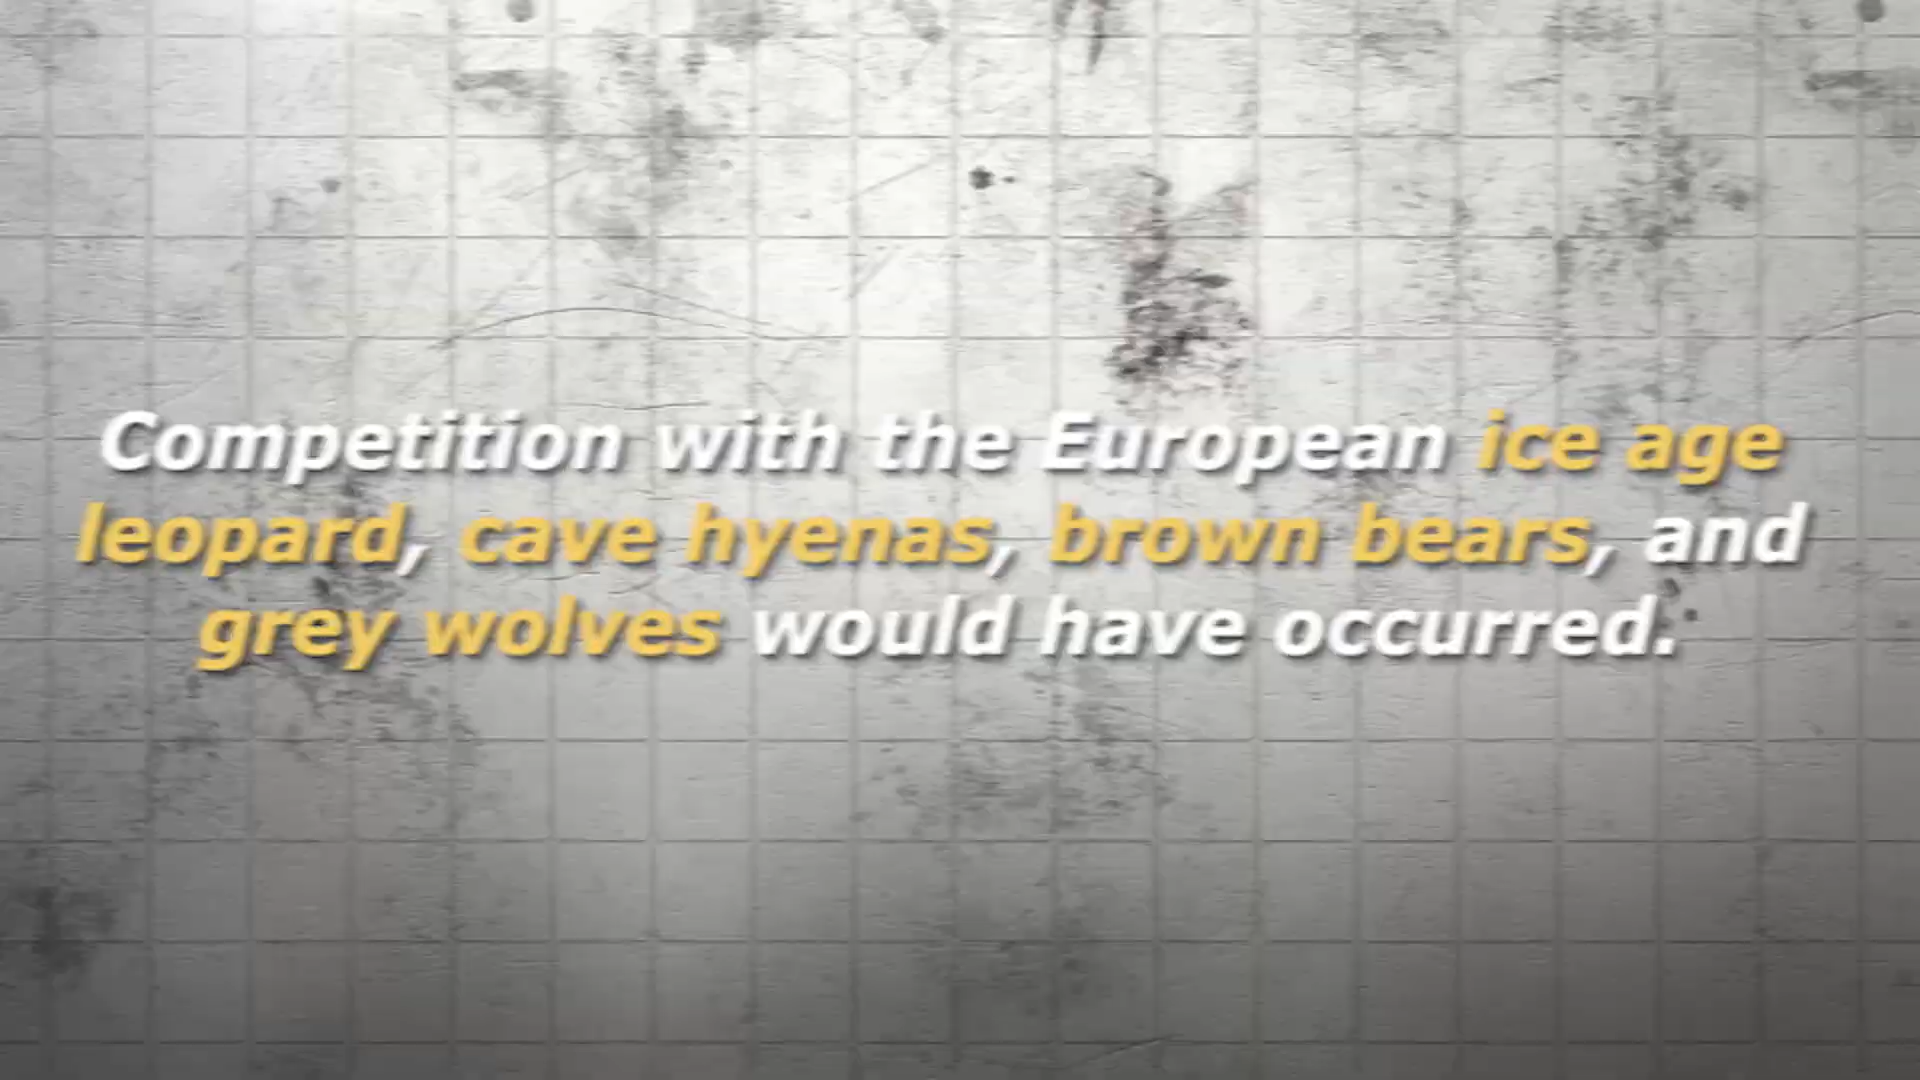 Competition with the European ice age
leopard, cave hyenas, brown bears, and
grey wolves would have occurred.